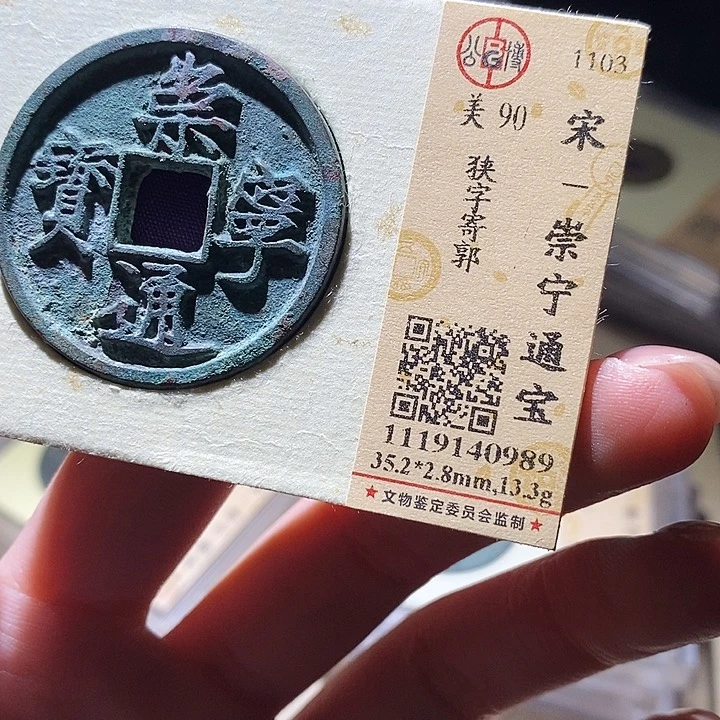 崇
寧
通
寶
公 博
1103
美 90
宋-崇宁通宝
狭字寄郭
1119140989
35.2*2.8mm,13.3g
★文物鉴定委员会监制★